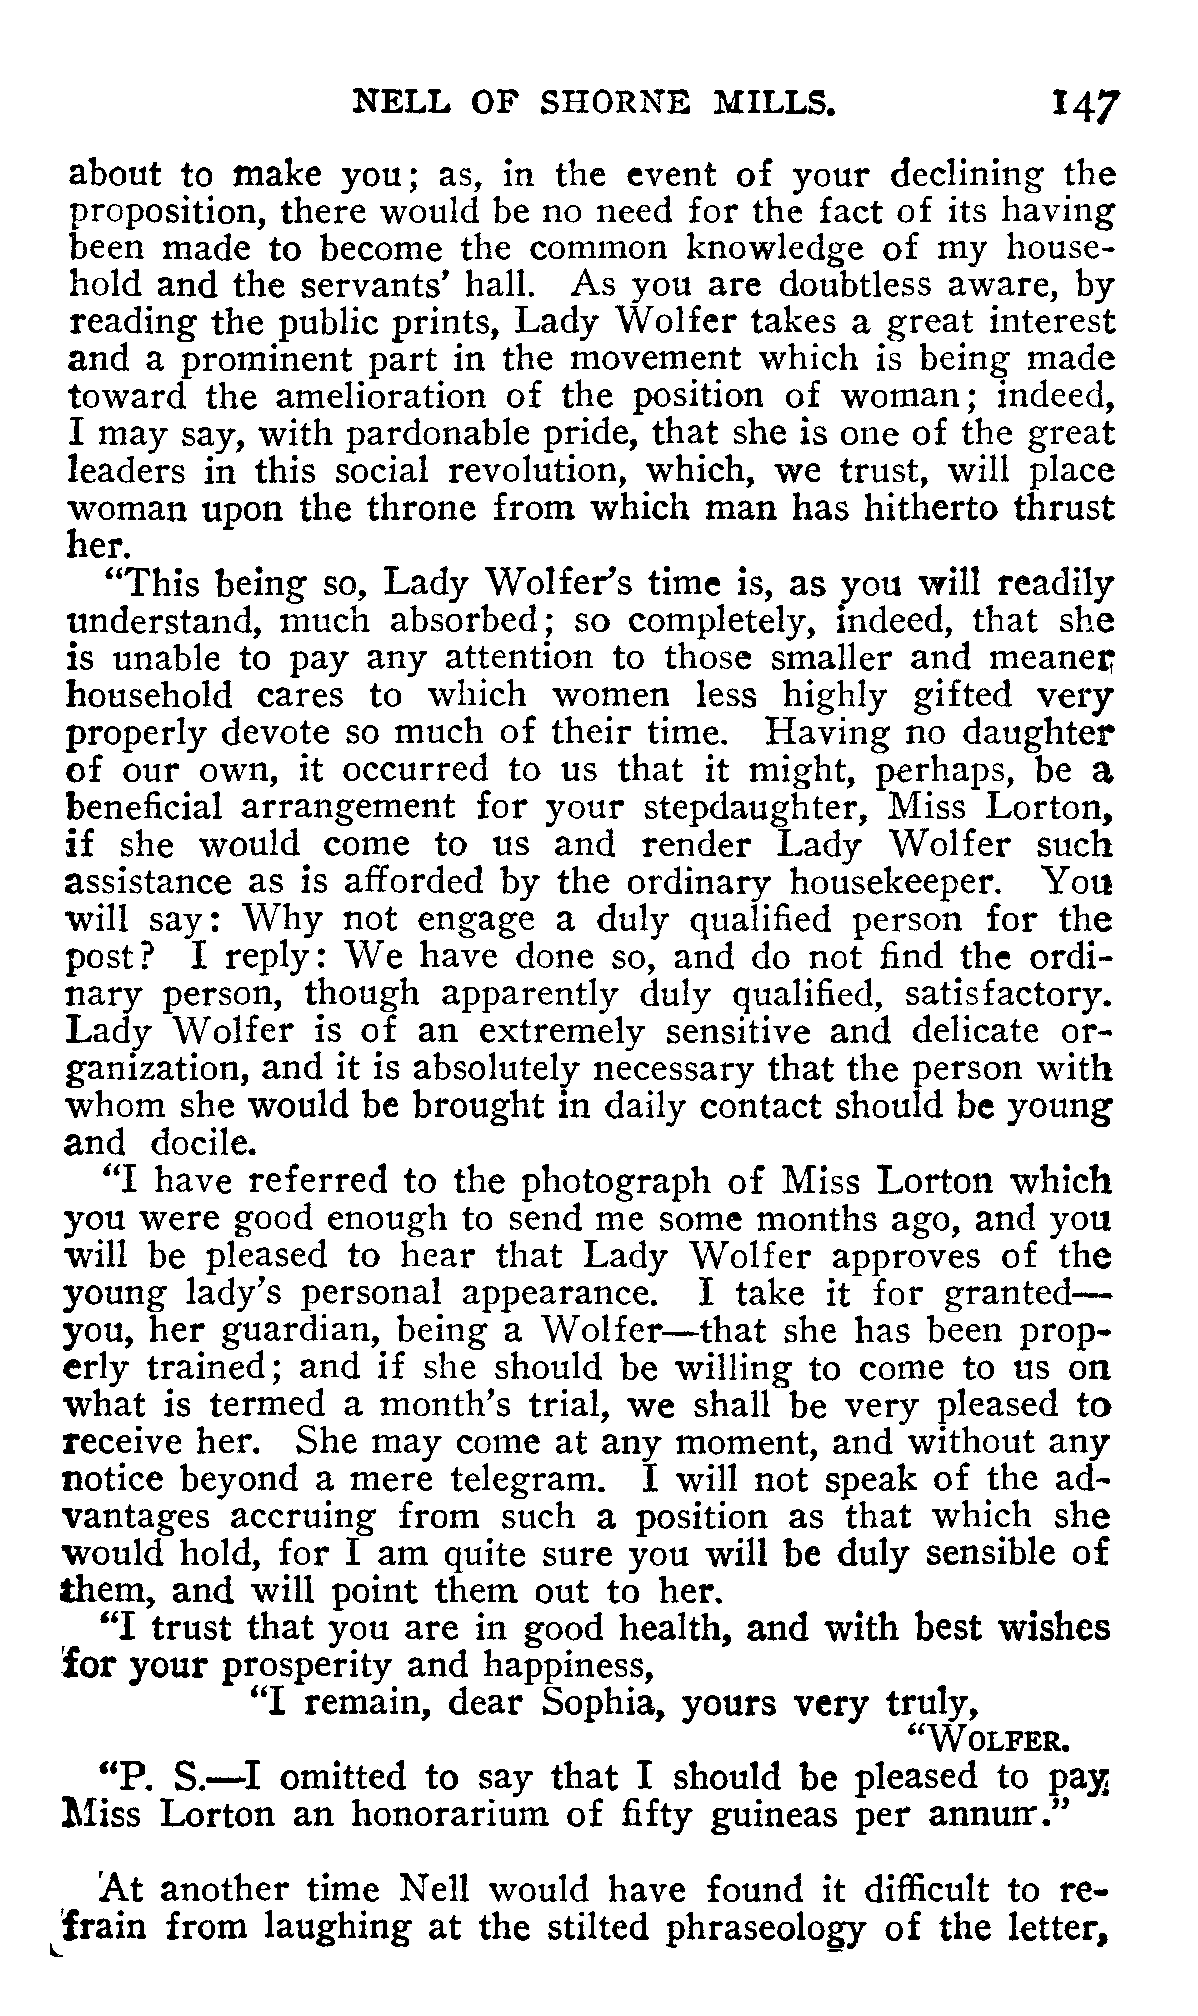 NELL OF SHORNE MILLS. 147
about to make you; as, in the event of your declining the
proposition, there would be no need for the fact of its having
been made to become the common knowledge of my house-
hold and the servants' hall. As you are doubtless aware, by
reading the public prints, Lady Wolfer takes a great interest
and a prominent part in the movement which is being made
toward the amelioration of the position of woman; indeed,
I may say, with pardonable pride, that she is one of the great
leaders in this social revolution, which, we trust, will place
woman upon the throne from which man has hitherto thrust
her.
"This being so, Lady Wolfer's time is, as you will readily
understand, much absorbed; so completely, indeed, that she
is unable to pay any attention to those smaller and meaner
household cares to which women less highly gifted very
properly devote so much of their time. Having no daughter
of our own, it occurred to us that it might, perhaps, be a
beneficial arrangement for your stepdaughter, Miss Lorton,
if she would come to us and render Lady Wolfer such
assistance as is afforded by the ordinary housekeeper. You
will say: Why not engage a duly qualified person for the
post? I reply: We have done so, and do not find the ordi-
nary person, though apparently duly qualified, satisfactory.
Lady Wolfer is of an extremely sensitive and delicate or-
ganization, and it is absolutely necessary that the person with
whom she would be brought in daily contact should be young
and docile.
"I have referred to the photograph of Miss Lorton which
you were good enough to send me some months ago, and you
will be pleased to hear that Lady Wolfer approves of the
young lady's personal appearance. I take it for granted—
you, her guardian, being a Wolfer—that she has been prop-
erly trained; and if she should be willing to come to us on
what is termed a month's trial, we shall be very pleased to
receive her. She may come at any moment, and without any
notice beyond a mere telegram. I will not speak of the ad-
vantages accruing from such a position as that which she
would hold, for I am quite sure you will be duly sensible of
them, and will point them out to her.
"I trust that you are in good health, and with best wishes
for your prosperity and happiness,
"I remain, dear Sophia, yours very truly,
"WOLFER.
"P. S.—I omitted to say that I should be pleased to pay
Miss Lorton an honorarium of fifty guineas per annum."
At another time Nell would have found it difficult to re-
frain from laughing at the stilted phraseology of the letter,